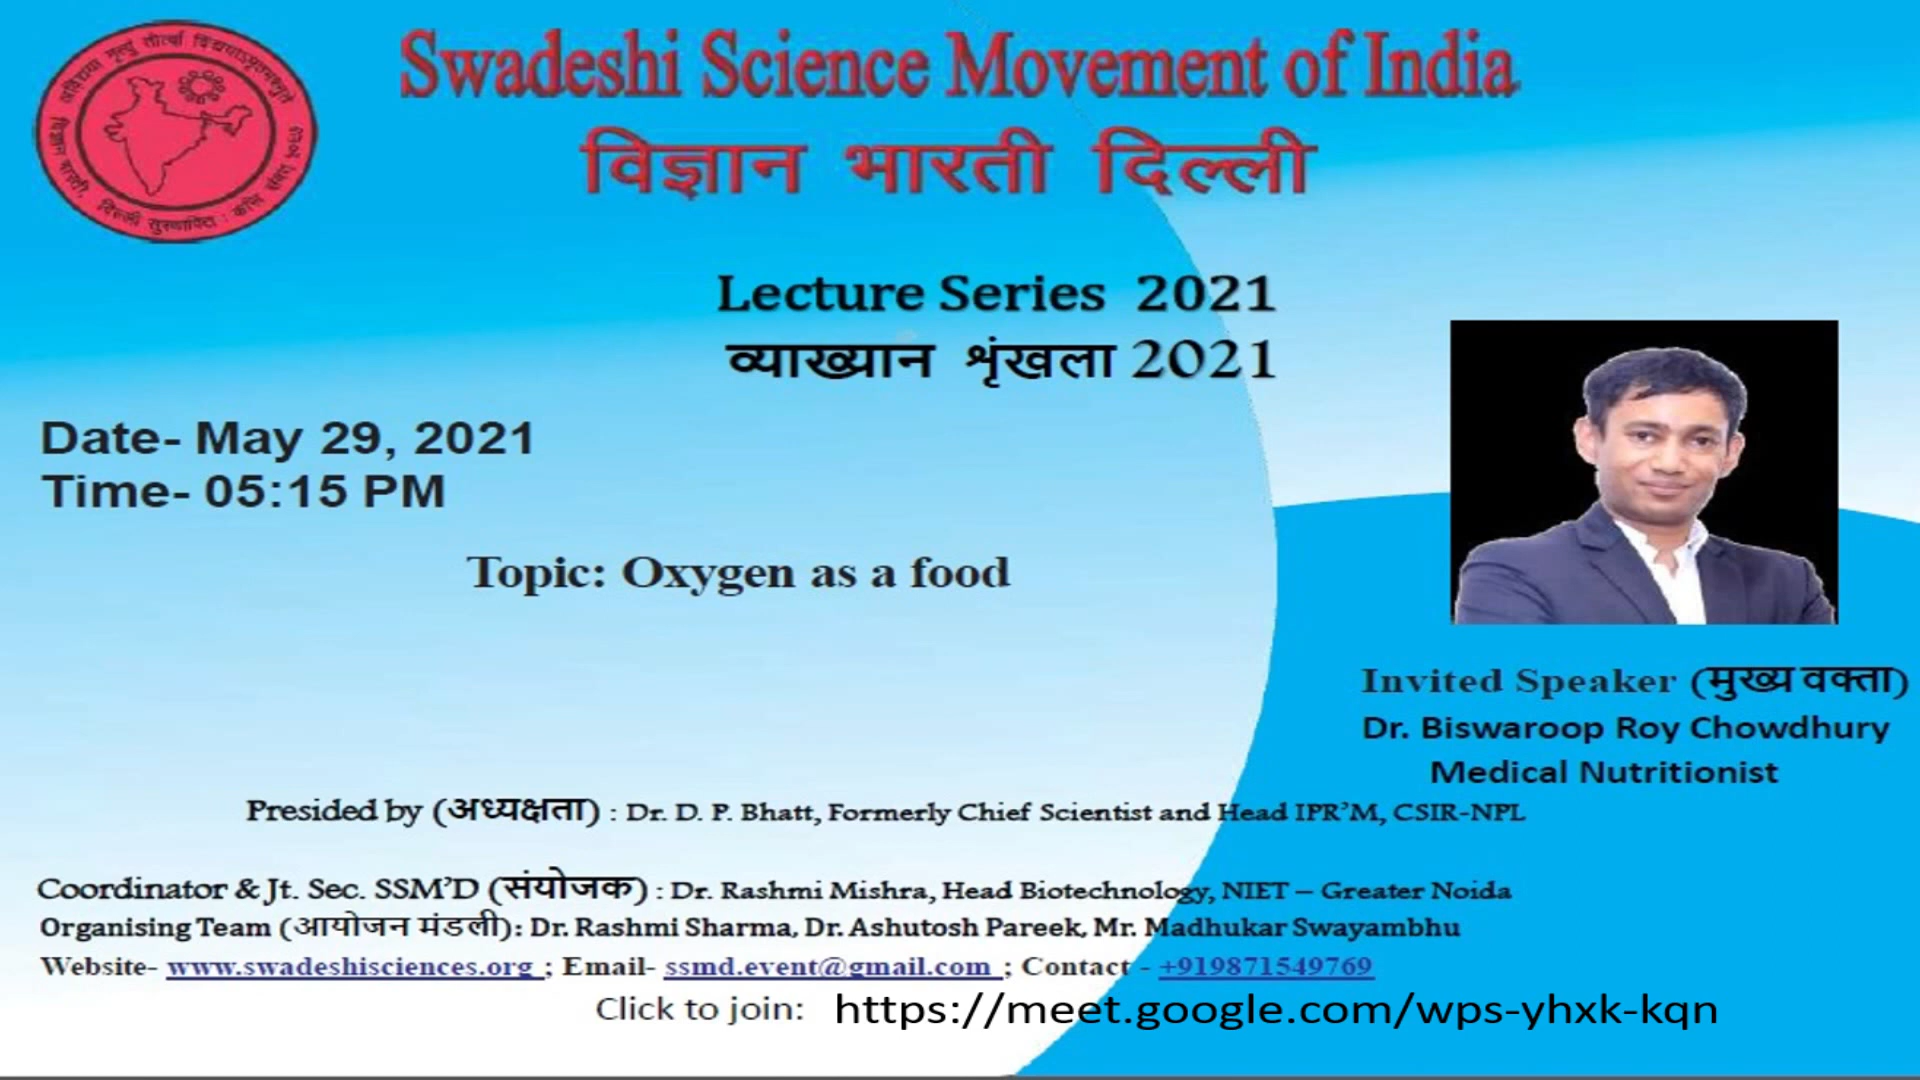 Swadeshi Science Movement of India
विज्ञान भारती दिल्ली
Lecture Series 2021
व्याख्यान शृंखला 2021
Date- May 29, 2021
Time- 05:15 PM
Topic: Oxygen as a food
Invited Speaker (मुख्य वक्ता)
Dr. Biswaroop Roy Chowdhury
Medical Nutritionist
Presided by (अध्यक्षता) : Dr. D. P. Bhatt, Formerly Chief Scientist and Head IPR'M, CSIR-NPL
Coordinator & Jt. Sec. SSM'D (संयोजक) : Dr. Rashmi Mishra, Head Biotechnology, NIET – Greater Noida
Organising Team (आयोजन मंडली): Dr. Rashmi Sharma, Dr. Ashutosh Pareek, Mr. Madhukar Swayambhu
Website- www.swadeshisciences.org ; Email- ssmd.event@gmail.com ; Contact - +919871549769
Click to join: https://meet.google.com/wps-yhxk-kqn